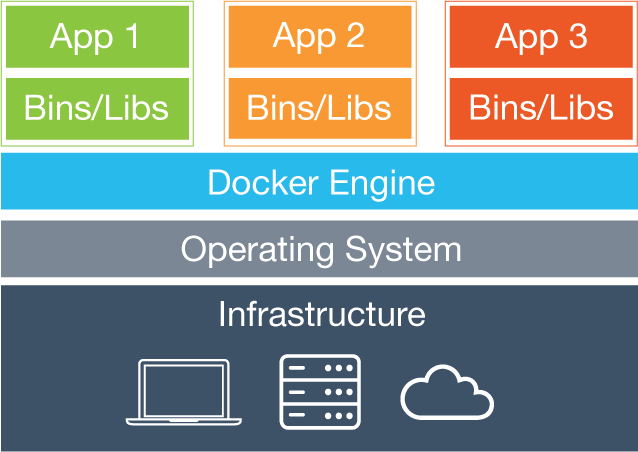 App 1
App 2
App 3
Bins/Libs
Bins/Libs
Bins/Libs
Docker Engine
Operating System
Infrastructure